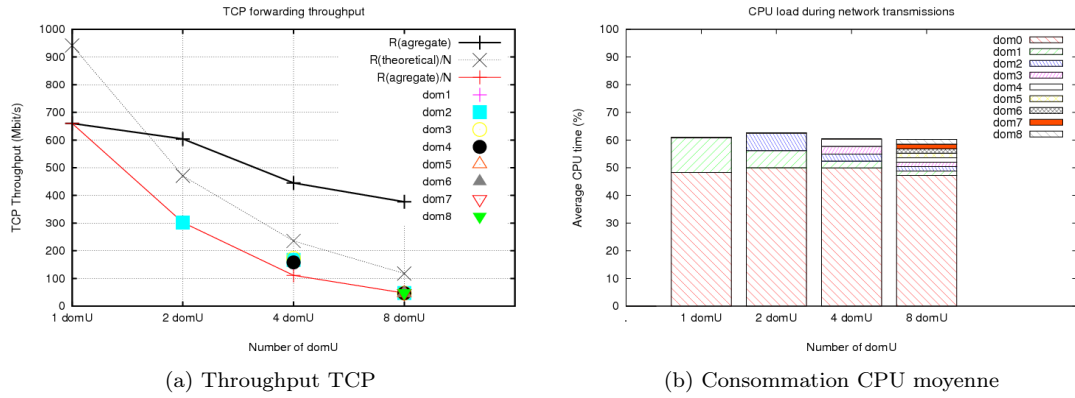 TCP forwarding throughput
TCP Throughput (Mbit/s)
1000
900
800
700
600
500
400
300
200
100
0
R(agregate)
R(theoretical)/N
R(agregate)/N
dom1
dom2
dom3
dom4
dom5
dom6
dom7
dom8
1 domU
2 domU
4 domU
8 domU
Number of domU
(a) Throughput TCP
CPU load during network transmissions
Average CPU time (%)
100
90
80
70
60
50
40
30
20
10
0
dom0
dom1
dom2
dom3
dom4
dom5
dom6
dom7
dom8
.
1 domU
2 domU
4 domU
8 domU
Number of domU
(b) Consommation CPU moyenne